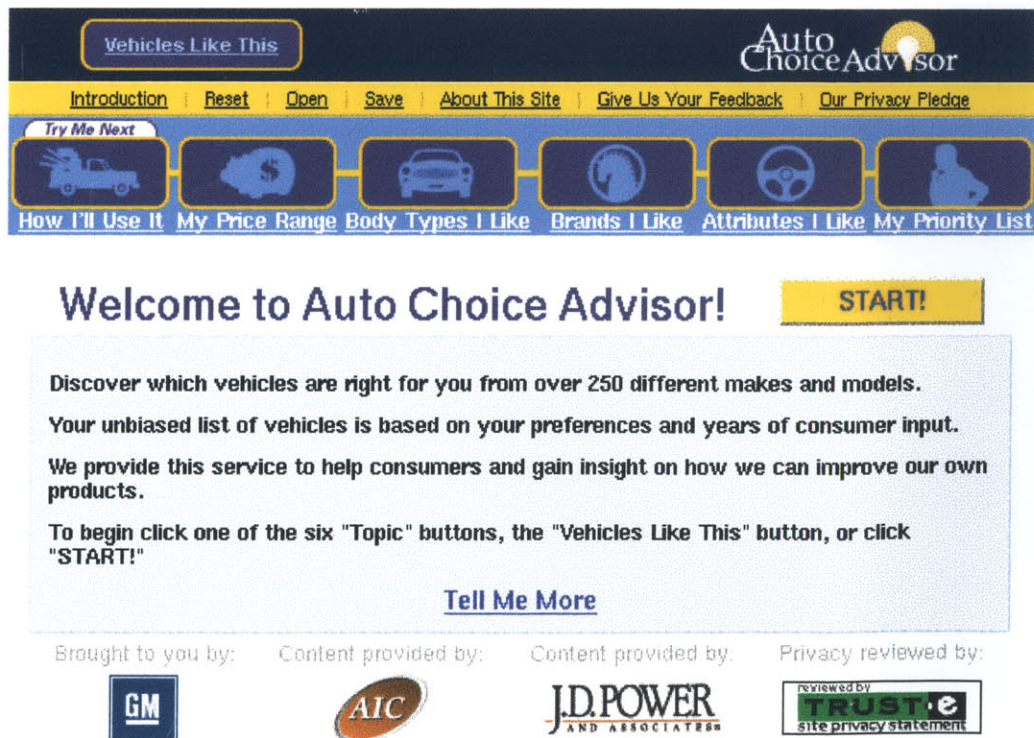 Vehicles Like This
Auto
Choice Advisor
Introduction | Reset | Open | Save | About This Site | Give Us Your Feedback | Our Privacy Pledge
Try Me Next
$
How I'll Use It My Price Range Body Types I Like Brands I Like Attributes I Like My Priority List
Welcome to Auto Choice Advisor!
START!
Discover which vehicles are right for you from over 250 different makes and models.
Your unbiased list of vehicles is based on your preferences and years of consumer input.
We provide this service to help consumers and gain insight on how we can improve our own
products.
To begin click one of the six "Topic" buttons, the "Vehicles Like This" button, or click
"START!"
Tell Me More
Brought to you by: Content provided by: Content provided by: Privacy reviewed by:
GM
AIC
J.D. POWER
AND ASSOCIATES
reviewed by
TRUST·e
site privacy statement